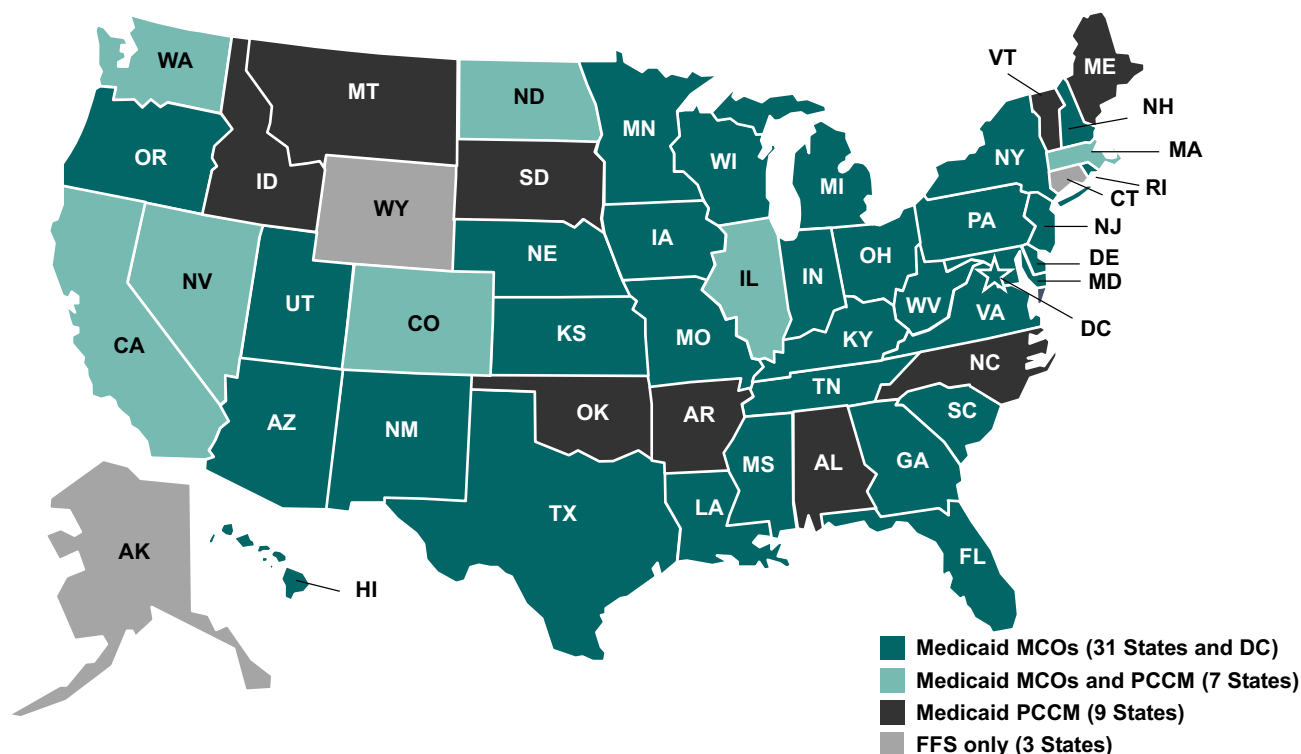 VT
ME
WA
MT
ND
NH
MN
OR
WI
NY
MA
ID
SD
MI
RI
WY
CT
PA
NJ
IA
NE
OH
DE
NV
IL
IN
MD
UT
WV
VA
CO
DC
KS
MO
KY
CA
NC
TN
OK
AR
SC
AZ
NM
MS
AL
GA
LA
TX
AK
FL
HI
Medicaid MCOs (31 States and DC)
Medicaid MCOs and PCCM (7 States)
Medicaid PCCM (9 States)
FFS only (3 States)